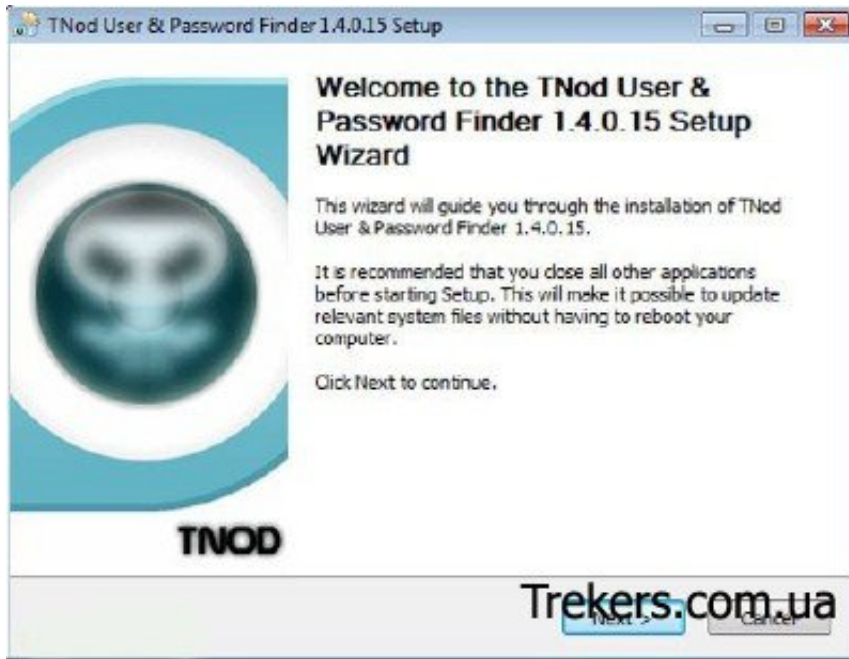 TNod User & Password Finder 1.4.0.15 Setup
Welcome to the TNod User &
Password Finder 1.4.0.15 Setup
Wizard
This wizard will guide you through the installation of TNod
User & Password Finder 1.4.0.15.
It is recommended that you close all other applications
before starting Setup. This will make it possible to update
relevant system files without having to reboot your
computer.
Click Next to continue.
TNOD
Trekers.com.ua
Next >
Cancel